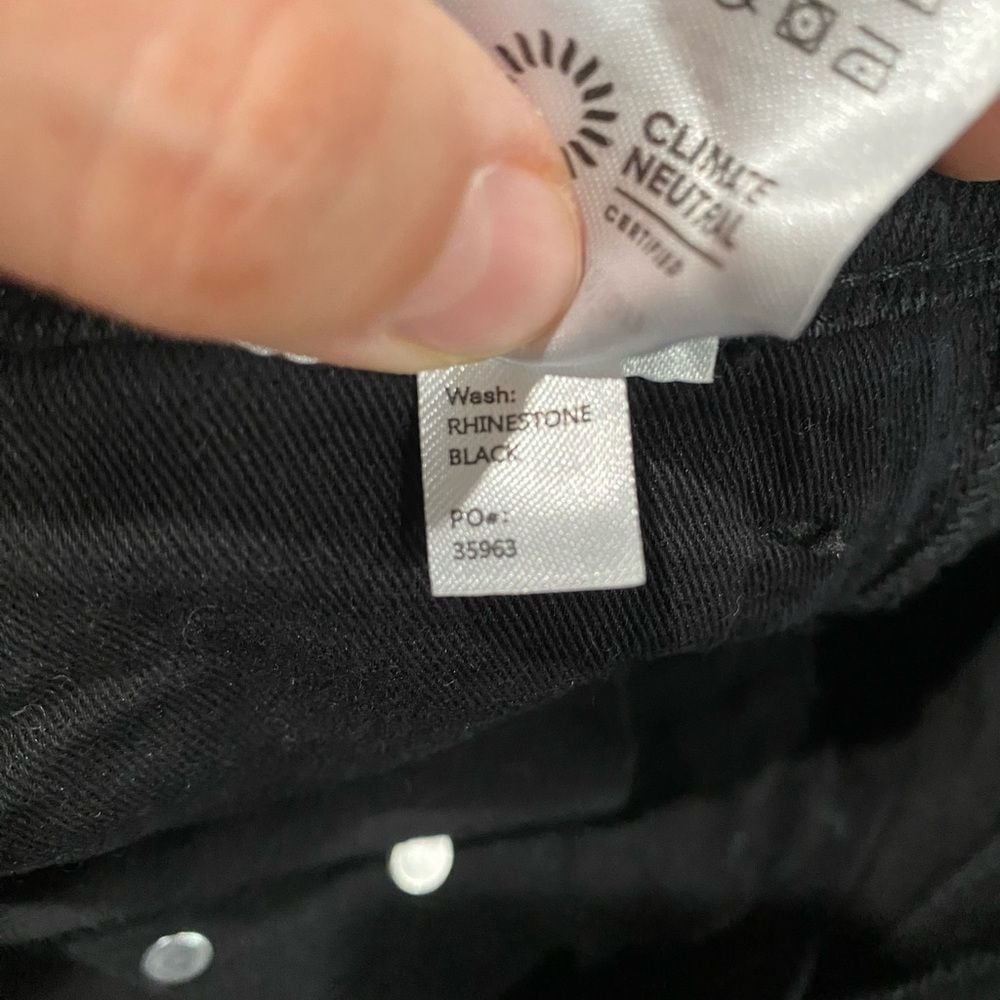 CLIMATE
NEUTRAL
CERTIFIED
Wash:
RHINESTONE
BLACK
PO#:
35963